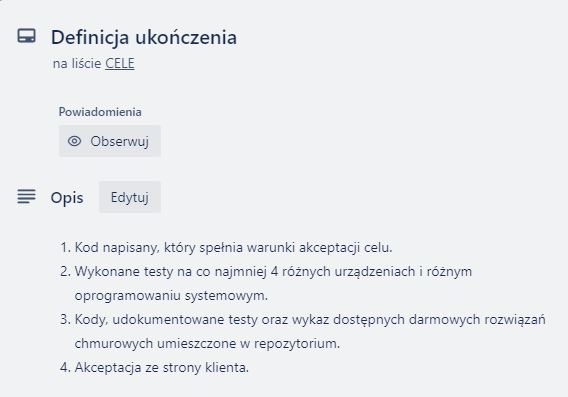 Definicja ukończenia
na liście CELE
Powiadomienia
Obserwuj
Opis
Edytuj
1. Kod napisany, który spełnia warunki akceptacji celu.
2. Wykonane testy na co najmniej 4 różnych urządzeniach i różnym
oprogramowaniu systemowym.
3. Kody, udokumentowane testy oraz wykaz dostępnych darmowych rozwiązań
chmurowych umieszczone w repozytorium.
4. Akceptacja ze strony klienta.